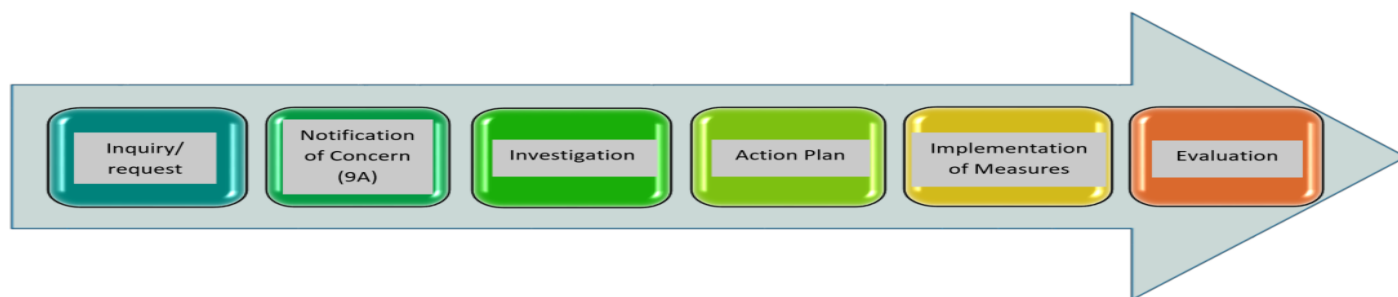 Inquiry/
request
Notification
of Concern
(9A)
Investigation
Action Plan
Implementation
of Measures
Evaluation